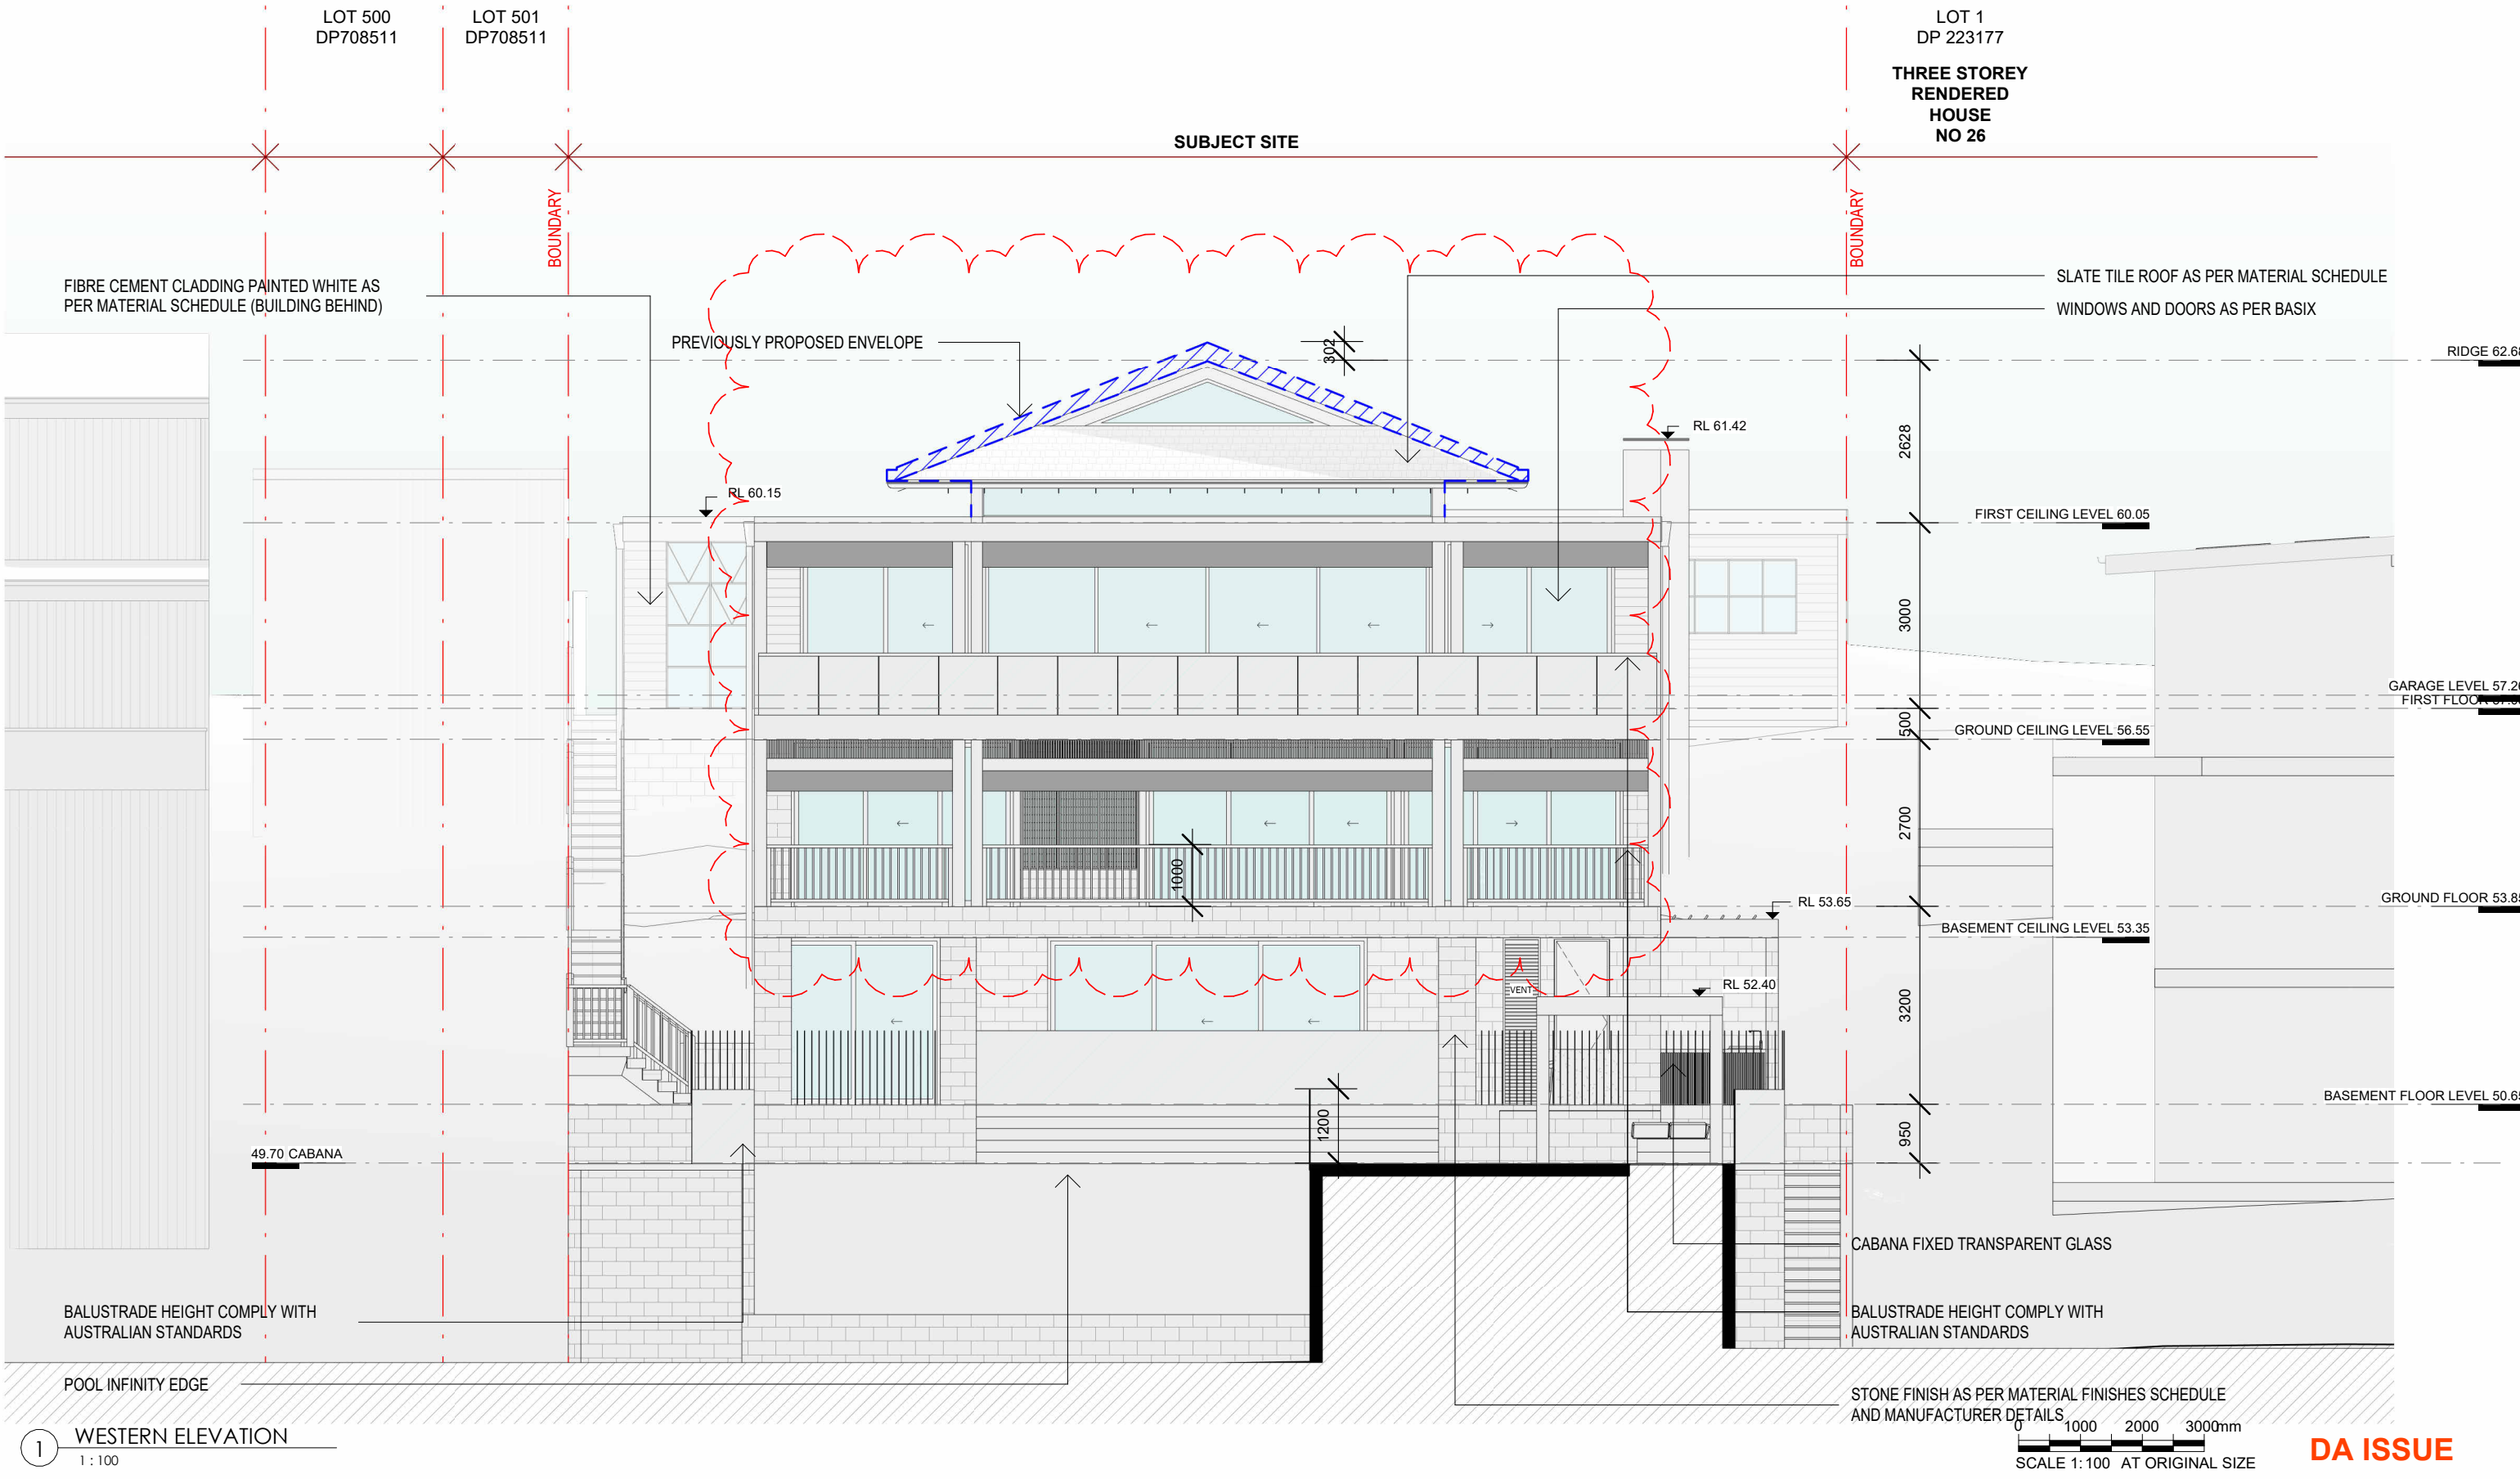 LOT 500
DP708511
LOT 501
DP708511
LOT 1
DP 223177
THREE STOREY
RENDERED
HOUSE
NO 26
SUBJECT SITE
BOUNDARY
BOUNDARY
FIBRE CEMENT CLADDING PAINTED WHITE AS
PER MATERIAL SCHEDULE (BUILDING BEHIND)
SLATE TILE ROOF AS PER MATERIAL SCHEDULE
WINDOWS AND DOORS AS PER BASIX
PREVIOUSLY PROPOSED ENVELOPE
302
RIDGE 62.68
RL 61.42
2628
RL 60.15
FIRST CEILING LEVEL 60.05
3000
GARAGE LEVEL 57.26
FIRST FLOOR
500
GROUND CEILING LEVEL 56.55
2700
1000
GROUND FLOOR 53.85
RL 53.65
BASEMENT CEILING LEVEL 53.35
VENT
RL 52.40
3200
BASEMENT FLOOR LEVEL 50.65
1200
950
49.70 CABANA
CABANA FIXED TRANSPARENT GLASS
BALUSTRADE HEIGHT COMPLY WITH
AUSTRALIAN STANDARDS
BALUSTRADE HEIGHT COMPLY WITH
AUSTRALIAN STANDARDS
POOL INFINITY EDGE
STONE FINISH AS PER MATERIAL FINISHES SCHEDULE
AND MANUFACTURER DETAILS
1 WESTERN ELEVATION
1 : 100
0 1000 2000 3000mm
SCALE 1:100 AT ORIGINAL SIZE
DA ISSUE